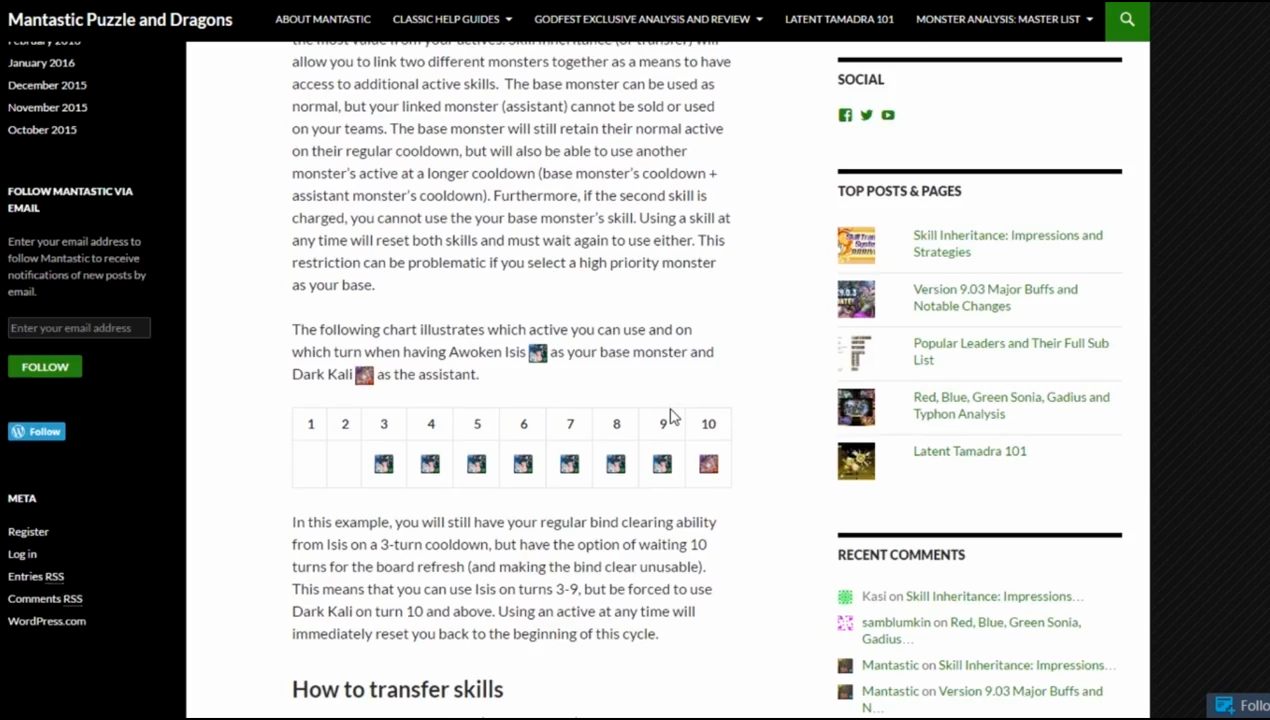 Mantastic Puzzle and Dragons
ABOUT MANTASTIC
CLASSIC HELP GUIDES
GODFEST EXCLUSIVE ANALYSIS AND REVIEW
LATENT TAMADRA 101
MONSTER ANALYSIS: MASTER LIST
February 2016
January 2016
December 2015
November 2015
October 2015
FOLLOW MANTASTIC VIA
EMAIL
Enter your email address to
follow Mantastic to receive
notifications of new posts by
email.
Enter your email address
FOLLOW
Follow
META
Register
Log in
Entries RSS
Comments RSS
WordPress.com
the most value from your actives. Skill Inheritance (or transfer) will
allow you to link two different monsters together as a means to have
access to additional active skills. The base monster can be used as
normal, but your linked monster (assistant) cannot be sold or used
on your teams. The base monster will still retain their normal active
on their regular cooldown, but will also be able to use another
monster's active at a longer cooldown (base monster's cooldown +
assistant monster's cooldown). Furthermore, if the second skill is
charged, you cannot use the your base monster's skill. Using a skill at
any time will reset both skills and must wait again to use either. This
restriction can be problematic if you select a high priority monster
as your base.
The following chart illustrates which active you can use and on
which turn when having Awoken Isis as your base monster and
Dark Kali as the assistant.
1 2 3 4 5 6 7 8 9 10
In this example, you will still have your regular bind clearing ability
from Isis on a 3-turn cooldown, but have the option of waiting 10
turns for the board refresh (and making the bind clear unusable).
This means that you can use Isis on turns 3-9, but be forced to use
Dark Kali on turn 10 and above. Using an active at any time will
immediately reset you back to the beginning of this cycle.
How to transfer skills
SOCIAL
TOP POSTS & PAGES
Skill Inheritance: Impressions and
Strategies
Version 9.03 Major Buffs and
Notable Changes
Popular Leaders and Their Full Sub
List
Red, Blue, Green Sonia, Gadius and
Typhon Analysis
Latent Tamadra 101
RECENT COMMENTS
Kasi on Skill Inheritance: Impressions…
samblumkin on Red, Blue, Green Sonia,
Gadius…
Mantastic on Skill Inheritance: Impressions…
Mantastic on Version 9.03 Major Buffs and
N…
Follo